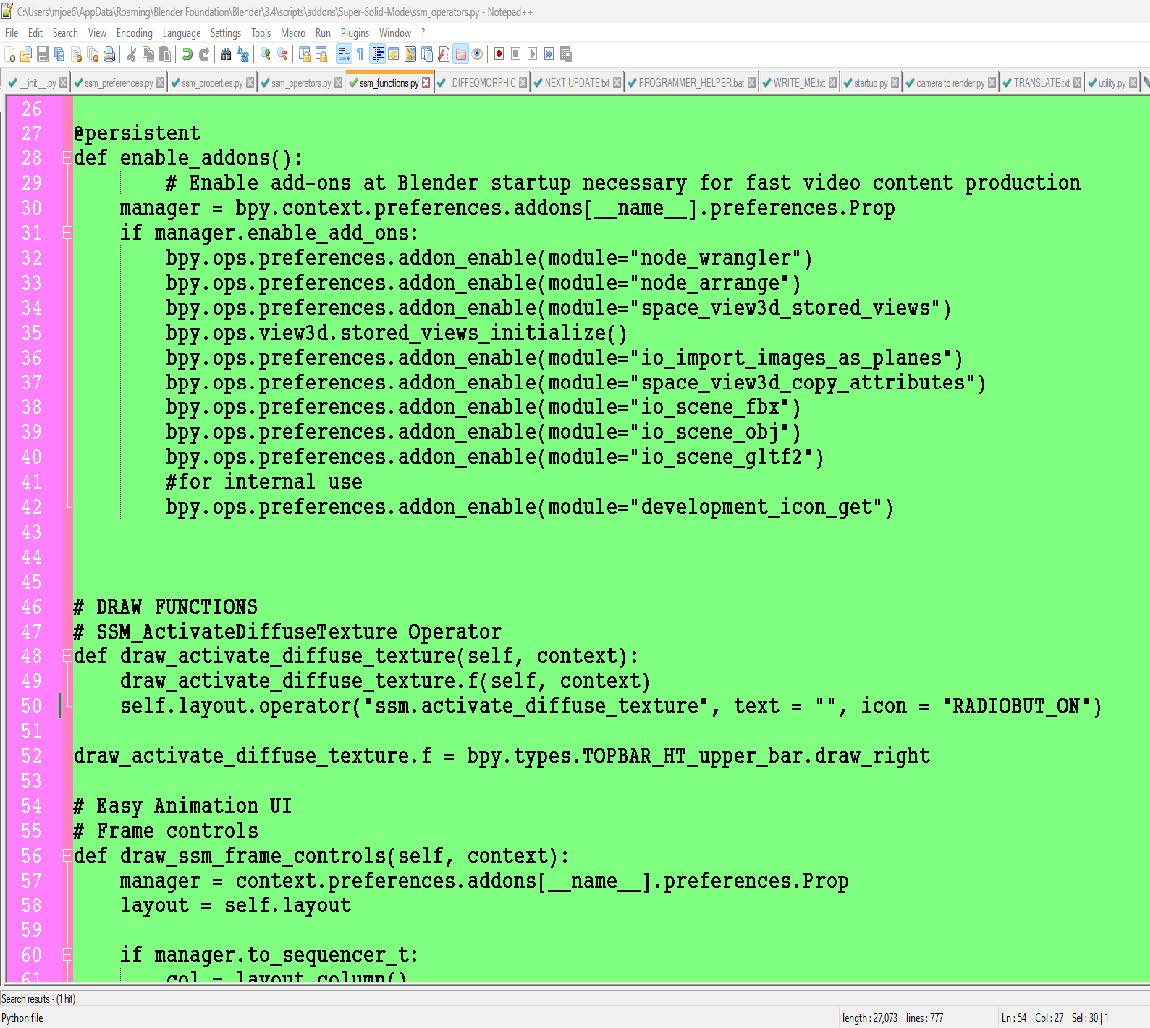 C:\Users\mjoe6\AppData\Roaming\Blender Foundation\Blender\3.4\scripts\addons\Super-Solid-Mode\ssm_operators.py - Notepad++
File Edit Search View Encoding Language Settings Tools Macro Run Plugins Window ?
__init__.py ssm_preferences.py ssm_properties.py ssm_operators.py ssm_functions.py .DIFFEOMORPHIC NEXT UPDATE.txt PROGRAMMER_HELPER.bat WRITE_ME.txt startup.py camera to render.py TRANSLATE.txt utility.py
26
27 @persistent
28 def enable_addons():
29 # Enable add-ons at Blender startup necessary for fast video content production
30 manager = bpy.context.preferences.addons[__name__].preferences.Prop
31 if manager.enable_add_ons:
32 bpy.ops.preferences.addon_enable(module="node_wrangler")
33 bpy.ops.preferences.addon_enable(module="node_arrange")
34 bpy.ops.preferences.addon_enable(module="space_view3d_stored_views")
35 bpy.ops.view3d.stored_views_initialize()
36 bpy.ops.preferences.addon_enable(module="io_import_images_as_planes")
37 bpy.ops.preferences.addon_enable(module="space_view3d_copy_attributes")
38 bpy.ops.preferences.addon_enable(module="io_scene_fbx")
39 bpy.ops.preferences.addon_enable(module="io_scene_obj")
40 bpy.ops.preferences.addon_enable(module="io_scene_gltf2")
41 #for internal use
42 bpy.ops.preferences.addon_enable(module="development_icon_get")
43
44
45
46 # DRAW FUNCTIONS
47 # SSM_ActivateDiffuseTexture Operator
48 def draw_activate_diffuse_texture(self, context):
49 draw_activate_diffuse_texture.f(self, context)
50 self.layout.operator("ssm.activate_diffuse_texture", text = "", icon = "RADIOBUT_ON")
51
52 draw_activate_diffuse_texture.f = bpy.types.TOPBAR_HT_upper_bar.draw_right
53
54 # Easy Animation UI
55 # Frame controls
56 def draw_ssm_frame_controls(self, context):
57 manager = context.preferences.addons[__name__].preferences.Prop
58 layout = self.layout
59
60 if manager.to_sequencer_t:
61 col = layout.column()
Search results - (1 hit)
Python file length : 27,073 lines : 777 Ln : 54 Col : 27 Sel : 30 | 1